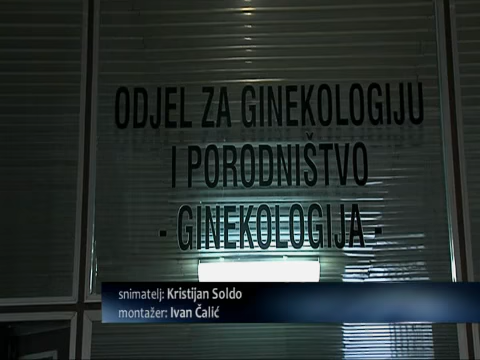 ODJEL ZA GINEKOLOGIJU
I PORODNIŠTVO
- GINEKOLOGIJA -
snimatelj: Kristijan Soldo
montažer: Ivan Čalić